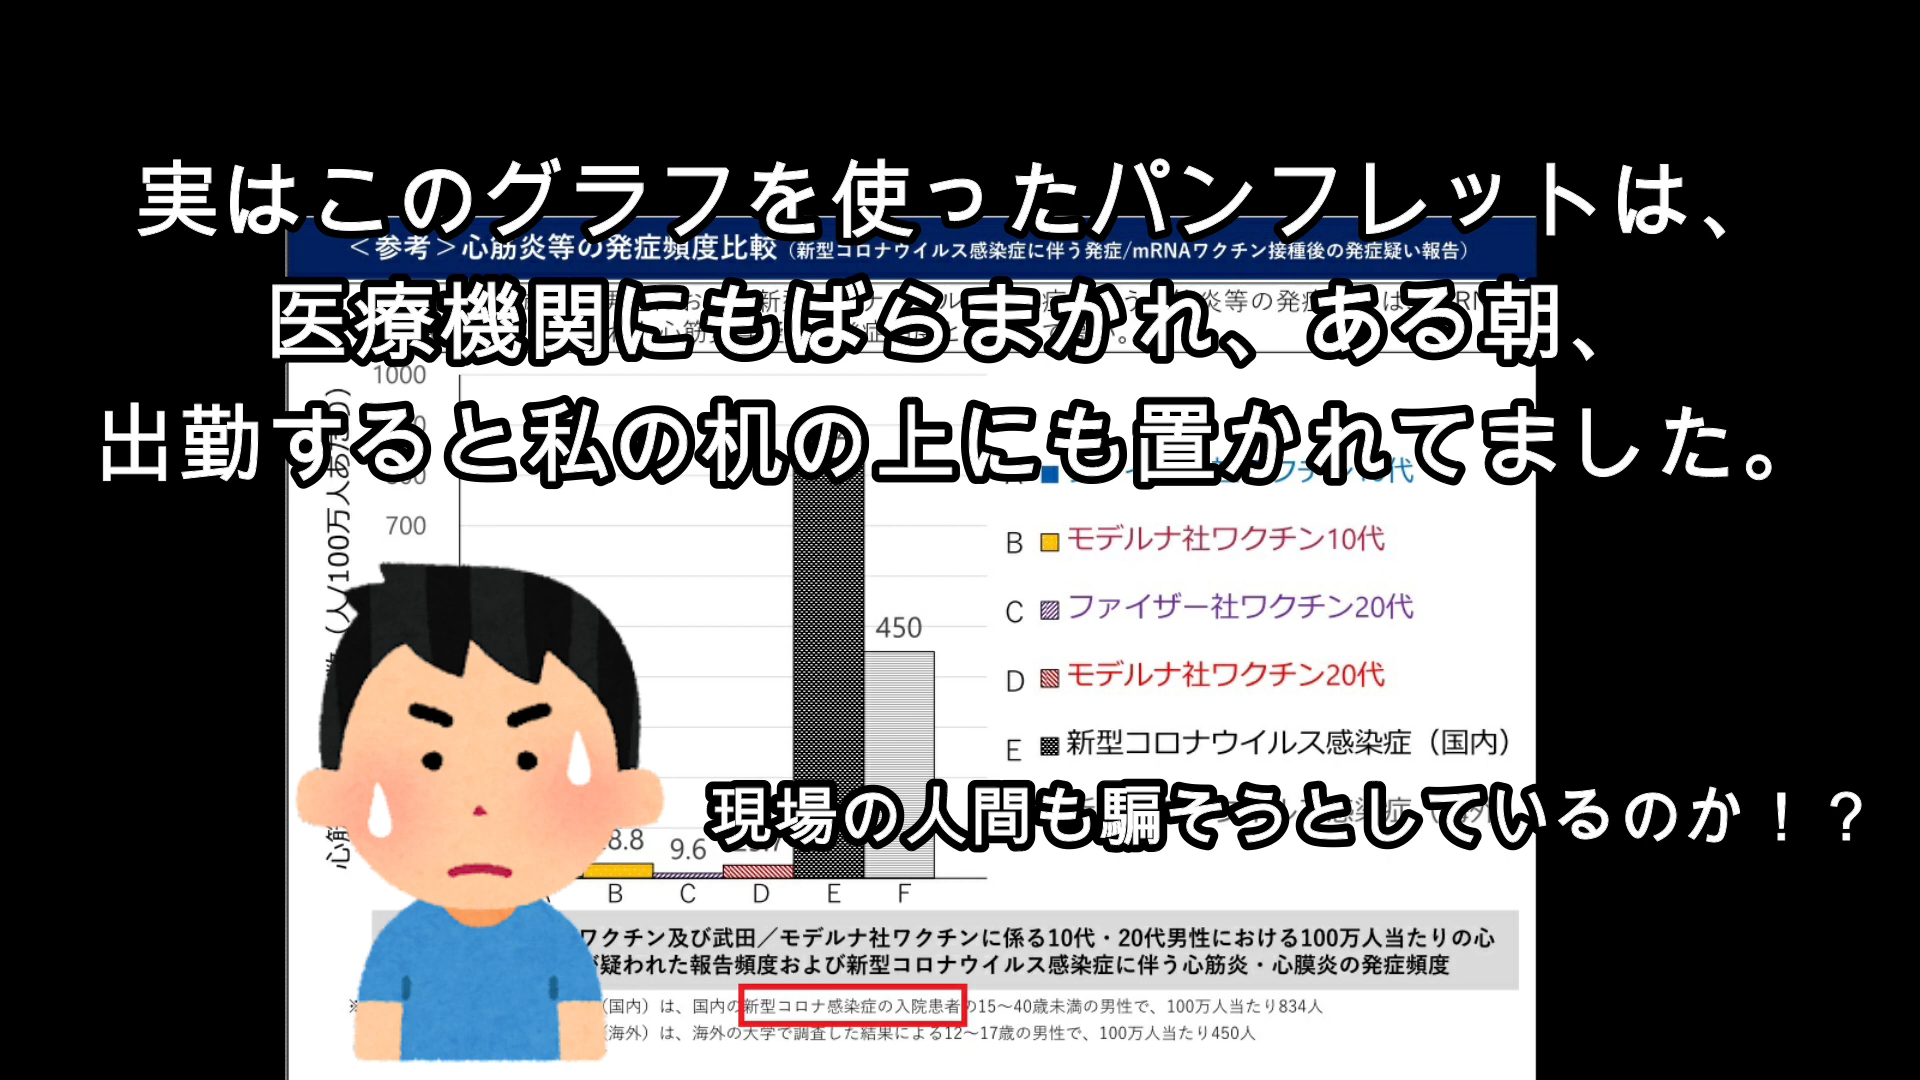 実はこのグラフを使ったパンフレットは、
<参考>心筋炎等の発症頻度比較（新型コロナウイルス感染症に伴う発症/mRNAワクチン接種後の発症疑い報告）
医療機関にもばらまかれ、ある朝、
出勤すると私の机の上にも置かれてました。
1000
700
（人/100万人あたり）
450
B モデルナ社ワクチン10代
C ファイザー社ワクチン20代
D モデルナ社ワクチン20代
E 新型コロナウイルス感染症（国内）
現場の人間も騙そうとしているのか！？
8.8
9.6
B C D E F
ワクチン及び武田／モデルナ社ワクチンに係る10代・20代男性における100万人当たりの心
疑われた報告頻度および新型コロナウイルス感染症に伴う心筋炎・心膜炎の発症頻度
（国内）は、国内の新型コロナ感染症の入院患者の15～40歳未満の男性で、100万人当たり834人
（海外）は、海外の大学で調査した結果による12～17歳の男性で、100万人当たり450人